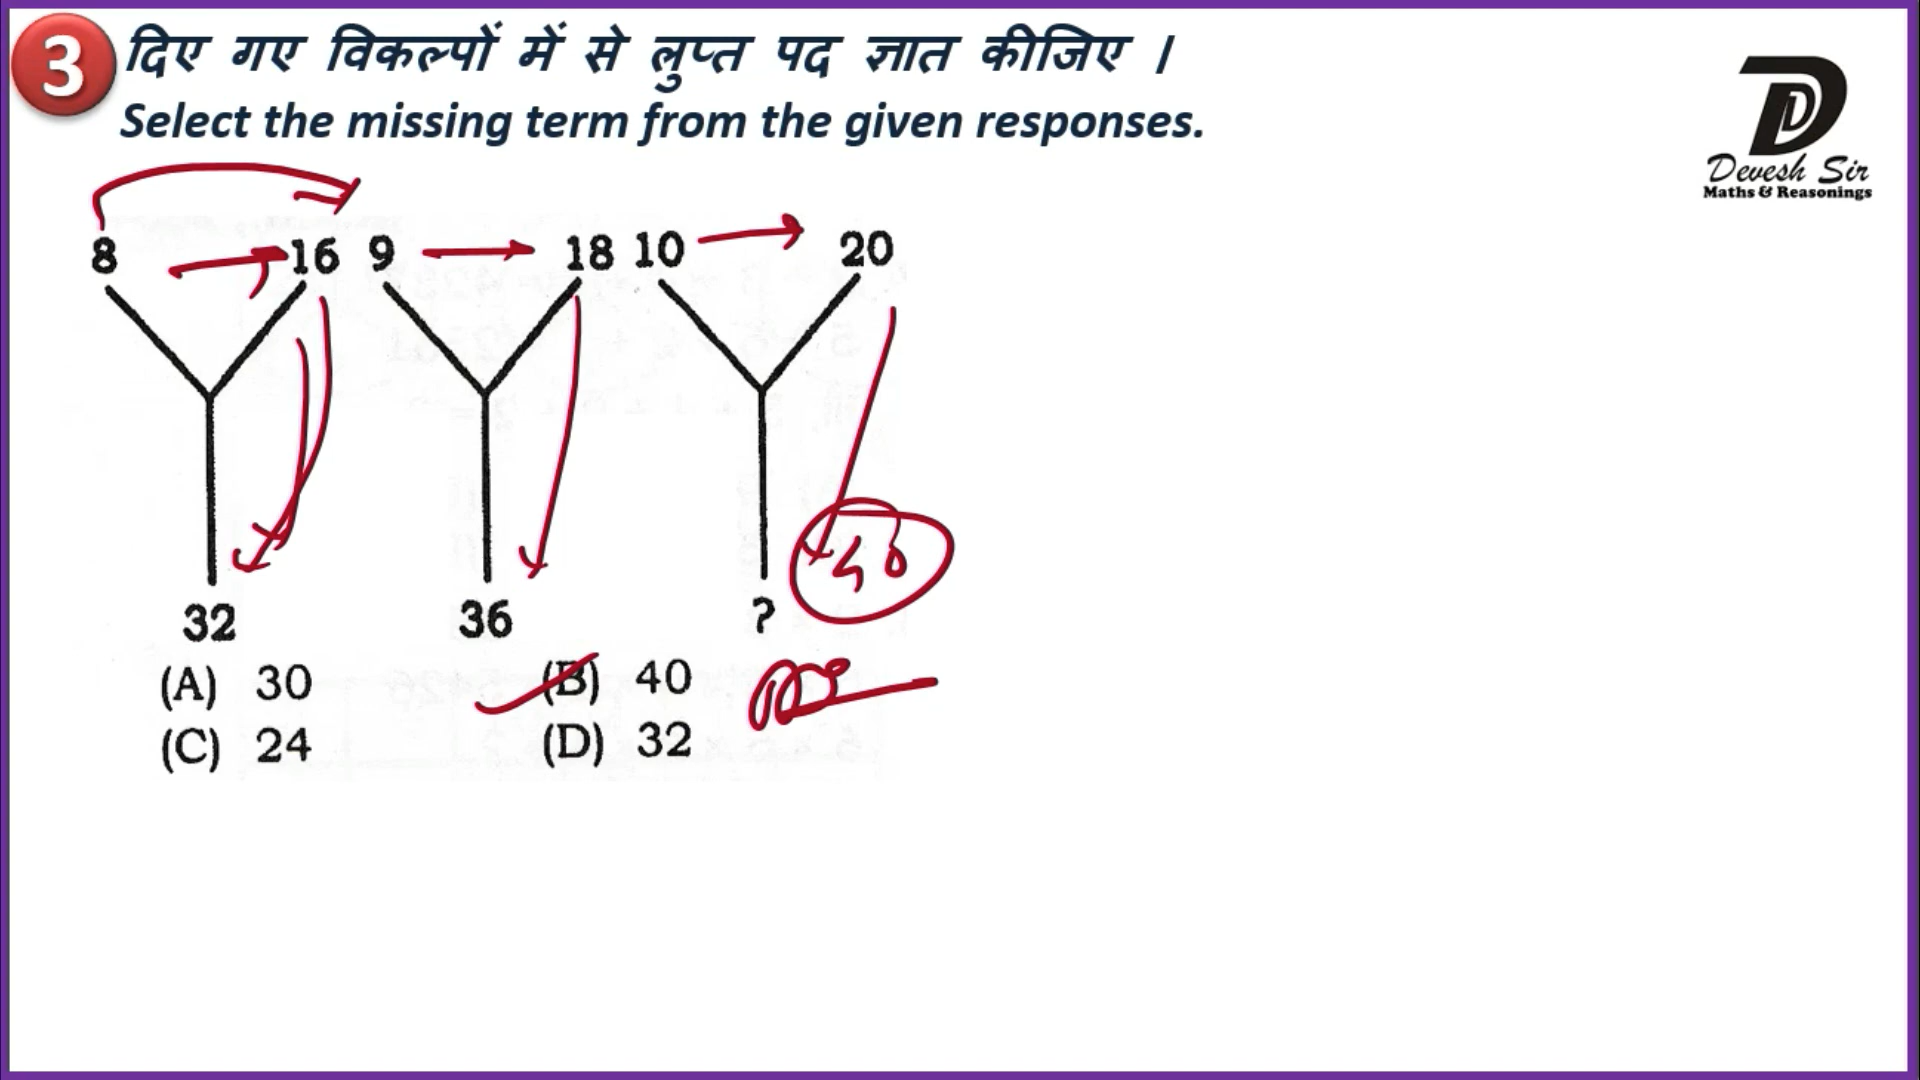 3 दिए गए विकल्पों में से लुप्त पद ज्ञात कीजिए ।
Select the missing term from the given responses.
Devesh Sir
Maths & Reasonings
8 16 9 18 10 20
40
32 36 ?
(A) 30 (B) 40
(C) 24 (D) 32